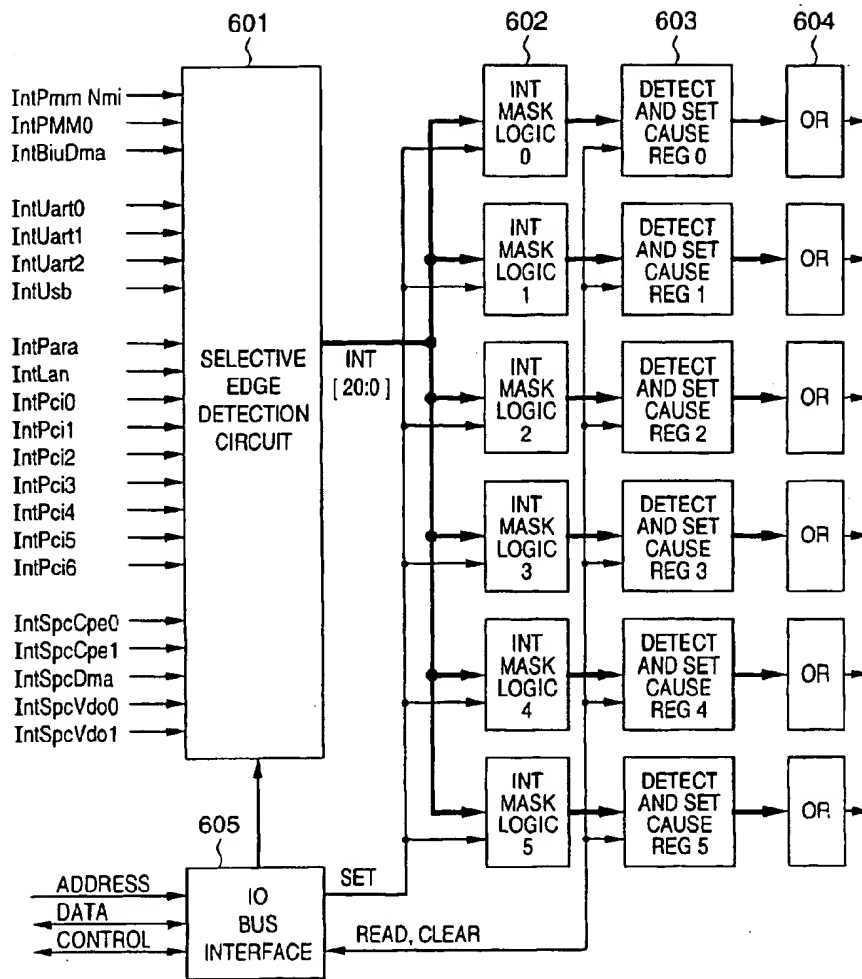 601
602
603
604
IntPmm Nmi
IntPMM0
IntBiuDma
IntUart0
IntUart1
IntUart2
IntUsb
IntPara
IntLan
IntPci0
IntPci1
IntPci2
IntPci3
IntPci4
IntPci5
IntPci6
IntSpcCpe0
IntSpcCpe1
IntSpcDma
IntSpcVdo0
IntSpcVdo1
SELECTIVE
EDGE
DETECTION
CIRCUIT
INT
[ 20:0 ]
INT
MASK
LOGIC
0
DETECT
AND SET
CAUSE
REG 0
OR
INT
MASK
LOGIC
1
DETECT
AND SET
CAUSE
REG 1
OR
INT
MASK
LOGIC
2
DETECT
AND SET
CAUSE
REG 2
OR
INT
MASK
LOGIC
3
DETECT
AND SET
CAUSE
REG 3
OR
INT
MASK
LOGIC
4
DETECT
AND SET
CAUSE
REG 4
OR
INT
MASK
LOGIC
5
DETECT
AND SET
CAUSE
REG 5
OR
605
ADDRESS
DATA
CONTROL
IO
BUS
INTERFACE
SET
READ, CLEAR